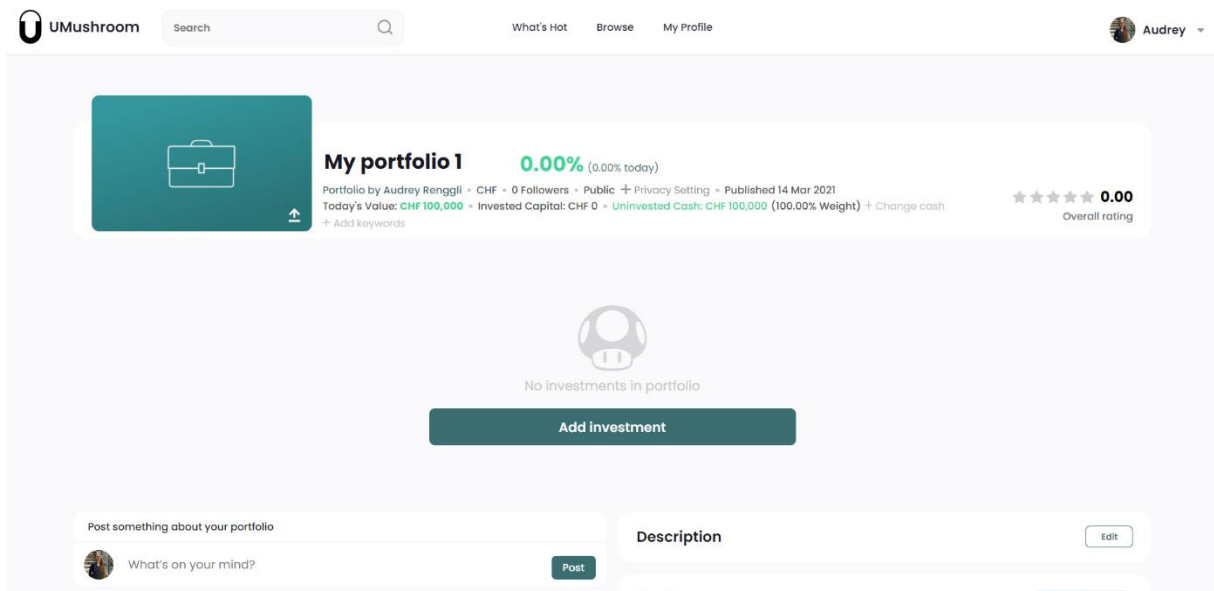 UMushroom
Search
What's Hot
Browse
My Profile
Audrey
My portfolio 1
0.00% (0.00% today)
Portfolio by Audrey Renggli • CHF • 0 Followers • Public + Privacy Setting • Published 14 Mar 2021
Today's Value: CHF 100,000 • Invested Capital: CHF 0 • Uninvested Cash: CHF 100,000 (100.00% Weight) + Change cash
+ Add keywords
0.00
Overall rating
No investments in portfolio
Add investment
Post something about your portfolio
What's on your mind?
Post
Description
Edit